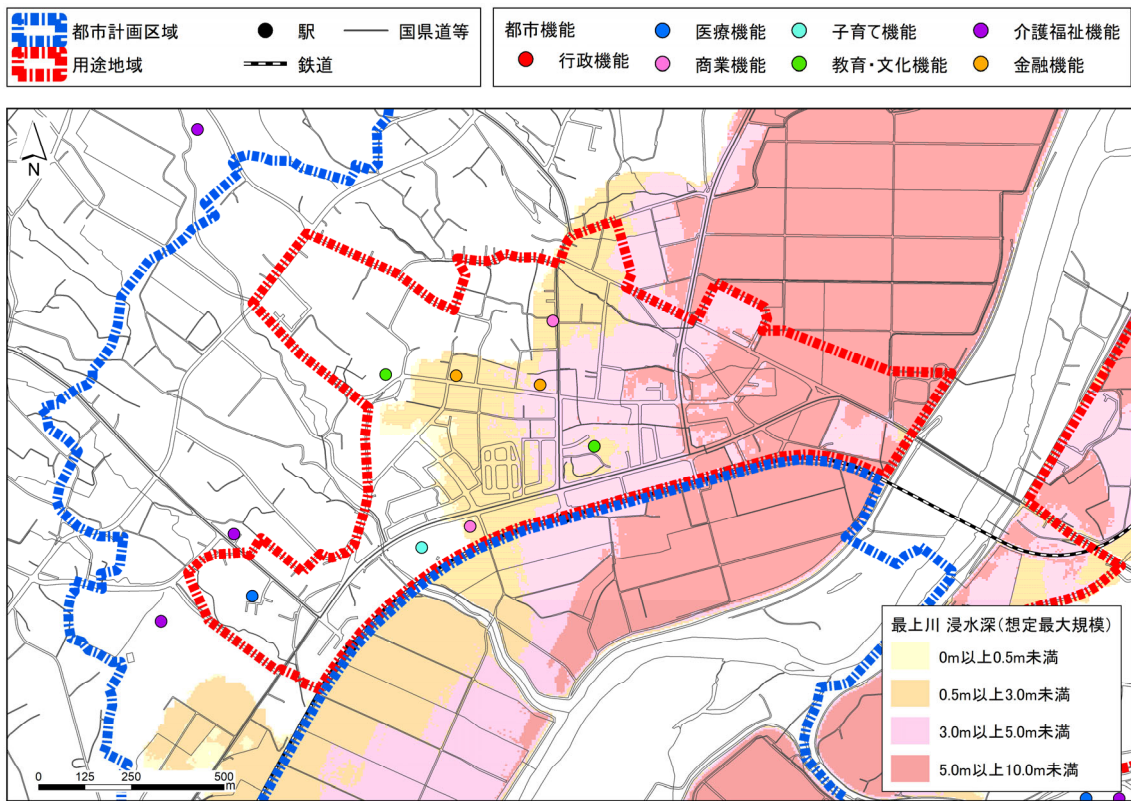 都市計画区域
駅
国県道等
用途地域
鉄道
都市機能
医療機能
子育て機能
介護福祉機能
行政機能
商業機能
教育・文化機能
金融機能
N
最上川 浸水深(想定最大規模)
0m以上0.5m未満
0.5m以上3.0m未満
3.0m以上5.0m未満
5.0m以上10.0m未満
0 125 250 500
m